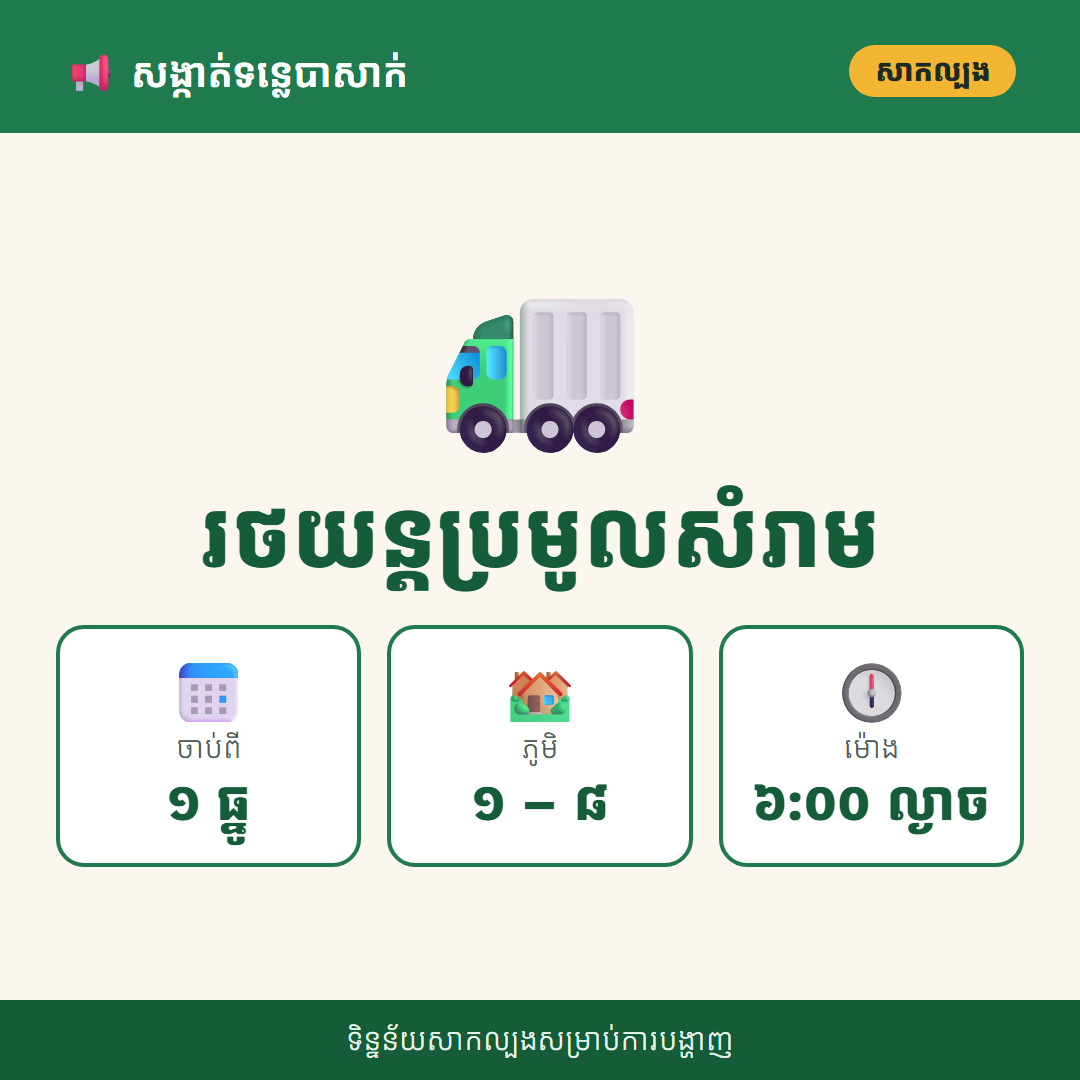 សង្កាត់ទន្លេបាសាក់
សាកល្បង
រថយន្តប្រមូលសំរាម
ចាប់ពី
១ ធ្នូ
ភូមិ
១ – ៨
ម៉ោង
៦:០០ ល្ងាច
ទិន្នន័យសាកល្បងសម្រាប់ការបង្ហាញ